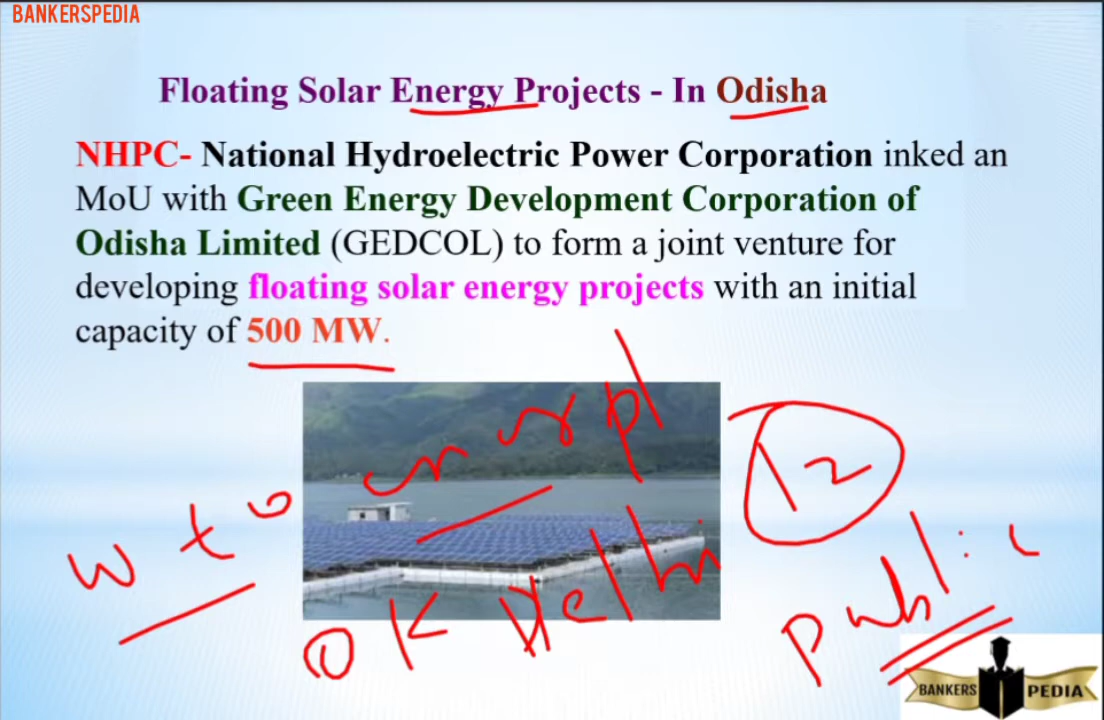 BANKERSPEDIA
Floating Solar Energy Projects - In Odisha
NHPC- National Hydroelectric Power Corporation inked an
MoU with Green Energy Development Corporation of
Odisha Limited (GEDCOL) to form a joint venture for
developing floating solar energy projects with an initial
capacity of 500 MW.
12
w to
OK Delhi
public
BANKERS PEDIA